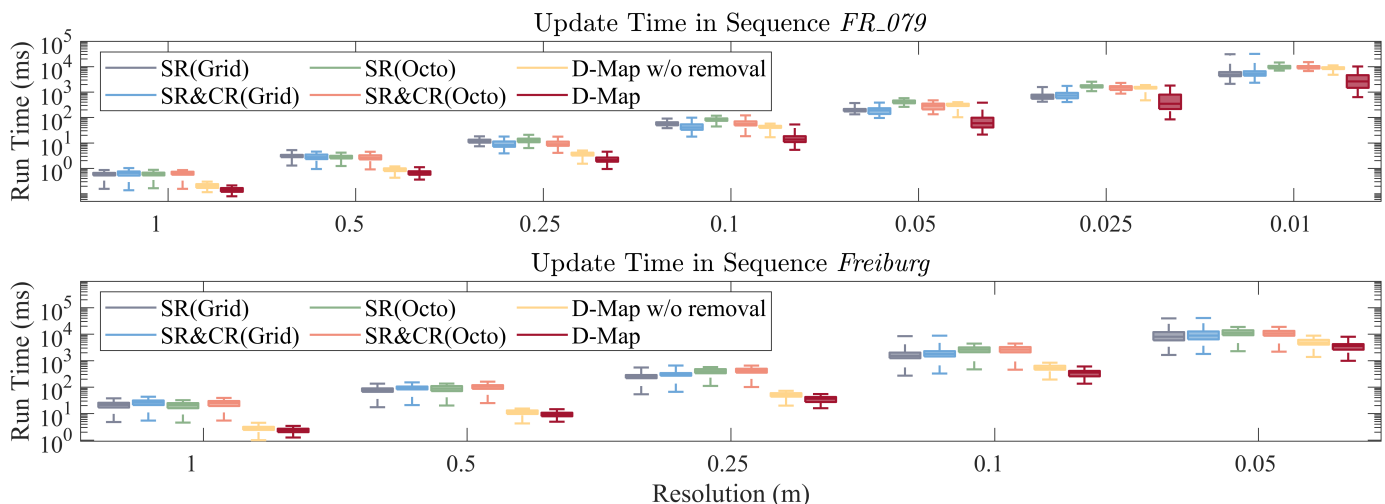 Update Time in Sequence FR_079
Run Time (ms)
10^5
10^4
10^3
10^2
10^1
10^0
SR(Grid) SR(Octo) D-Map w/o removal
SR&CR(Grid) SR&CR(Octo) D-Map
1 0.5 0.25 0.1 0.05 0.025 0.01
Update Time in Sequence Freiburg
Run Time (ms)
10^5
10^4
10^3
10^2
10^1
10^0
SR(Grid) SR(Octo) D-Map w/o removal
SR&CR(Grid) SR&CR(Octo) D-Map
1 0.5 0.25 0.1 0.05
Resolution (m)